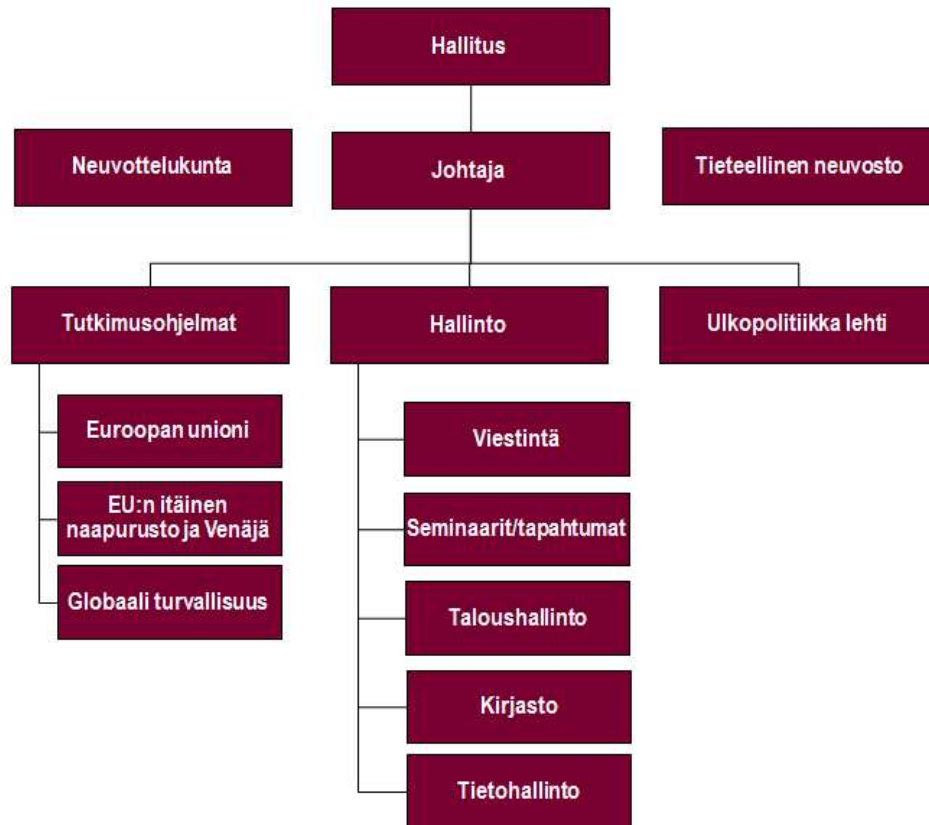 Hallitus
Neuvottelukunta
Johtaja
Tieteellinen neuvosto
Tutkimusohjelmat
Hallinto
Ulkopolitiikka lehti
Euroopan unioni
EU:n itäinen
naapurusto ja Venäjä
Globaali turvallisuus
Viestintä
Seminaarit/tapahtumat
Taloushallinto
Kirjasto
Tietohallinto